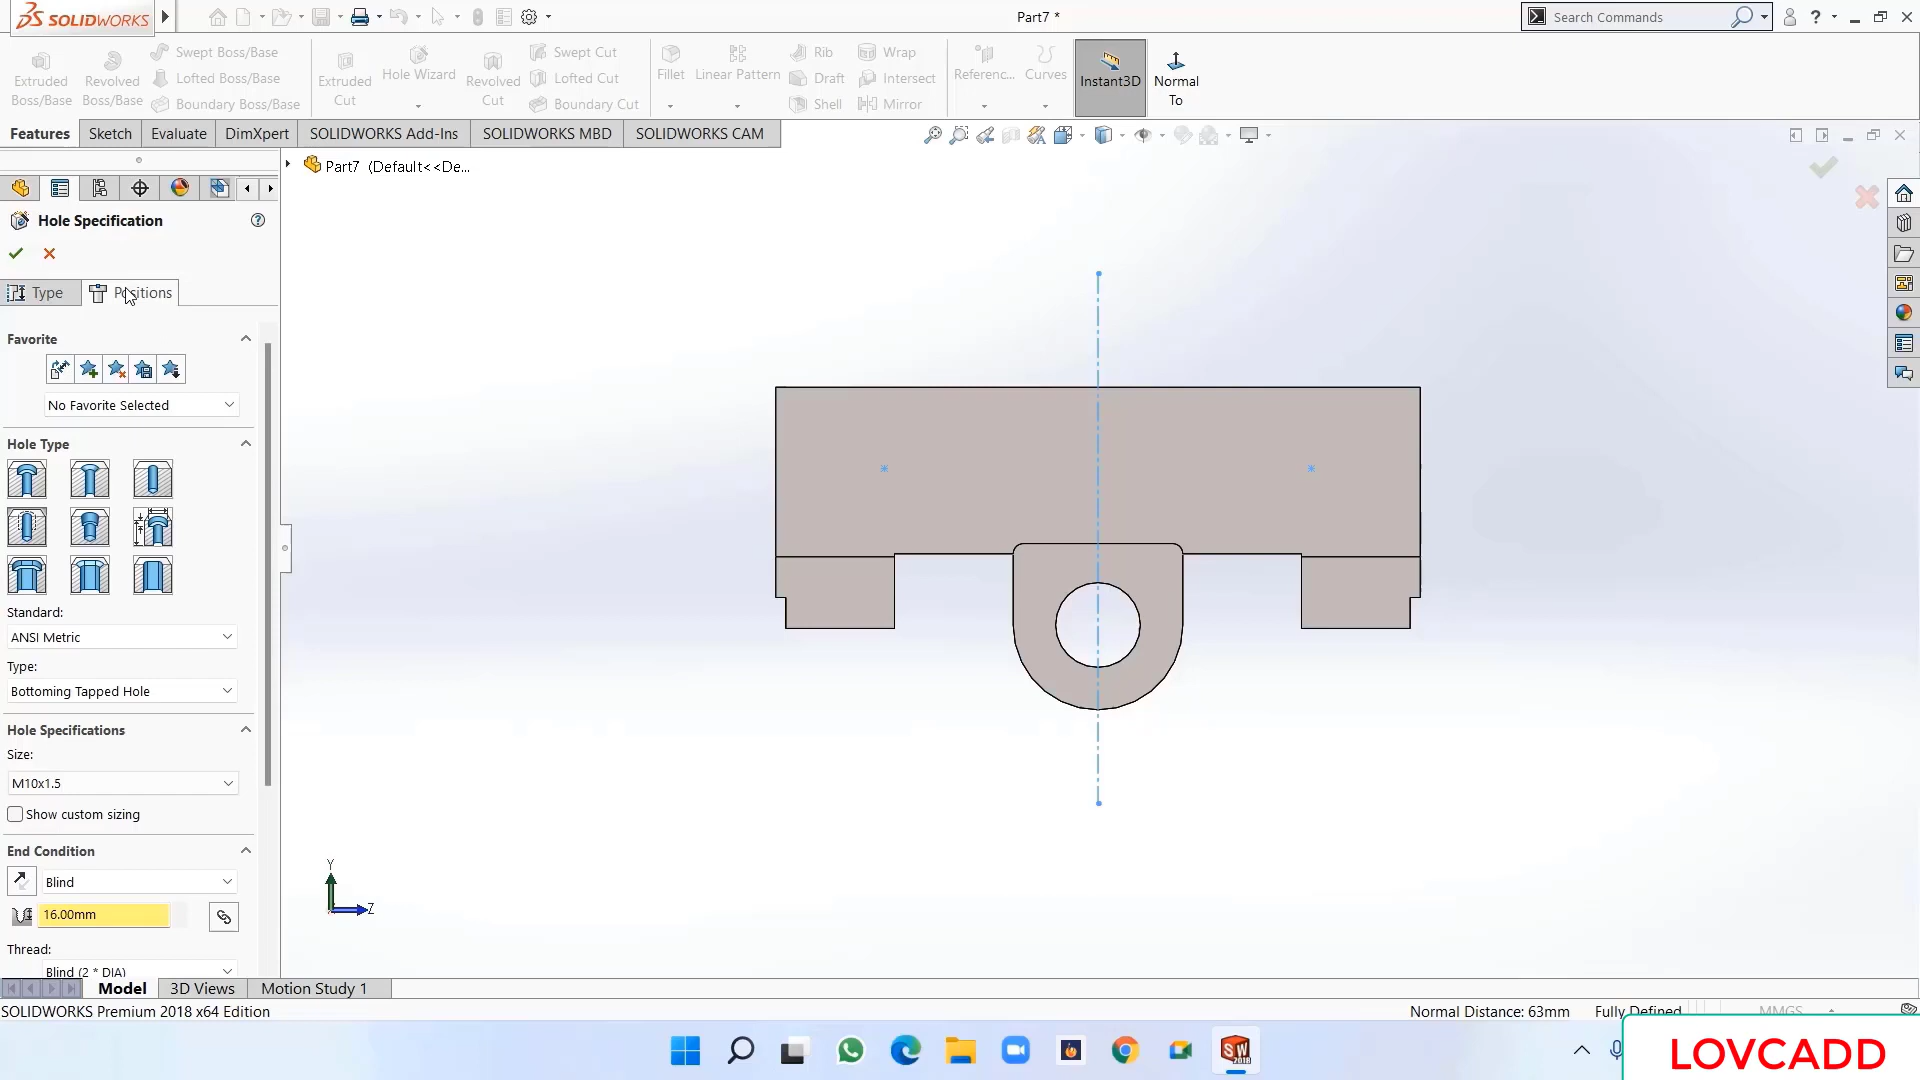 SOLIDWORKS
Part7 *
Search Commands
Extruded Boss/Base
Revolved Boss/Base
Swept Boss/Base
Lofted Boss/Base
Boundary Boss/Base
Extruded Cut
Hole Wizard
Revolved Cut
Swept Cut
Lofted Cut
Boundary Cut
Fillet
Linear Pattern
Rib
Draft
Shell
Wrap
Intersect
Mirror
Referenc...
Curves
Instant3D
Normal To
Features
Sketch
Evaluate
DimXpert
SOLIDWORKS Add-Ins
SOLIDWORKS MBD
SOLIDWORKS CAM
Part7 (Default<<De...
Hole Specification
Type
Positions
Favorite
No Favorite Selected
Hole Type
Standard:
ANSI Metric
Type:
Bottoming Tapped Hole
Hole Specifications
Size:
M10x1.5
Show custom sizing
End Condition
Blind
16.00mm
Thread:
Blind (2 * DIA)
Y
Z
Model
3D Views
Motion Study 1
SOLIDWORKS Premium 2018 x64 Edition
Normal Distance: 63mm
Fully Defined
MMGS
SW
2018
LOVCADD